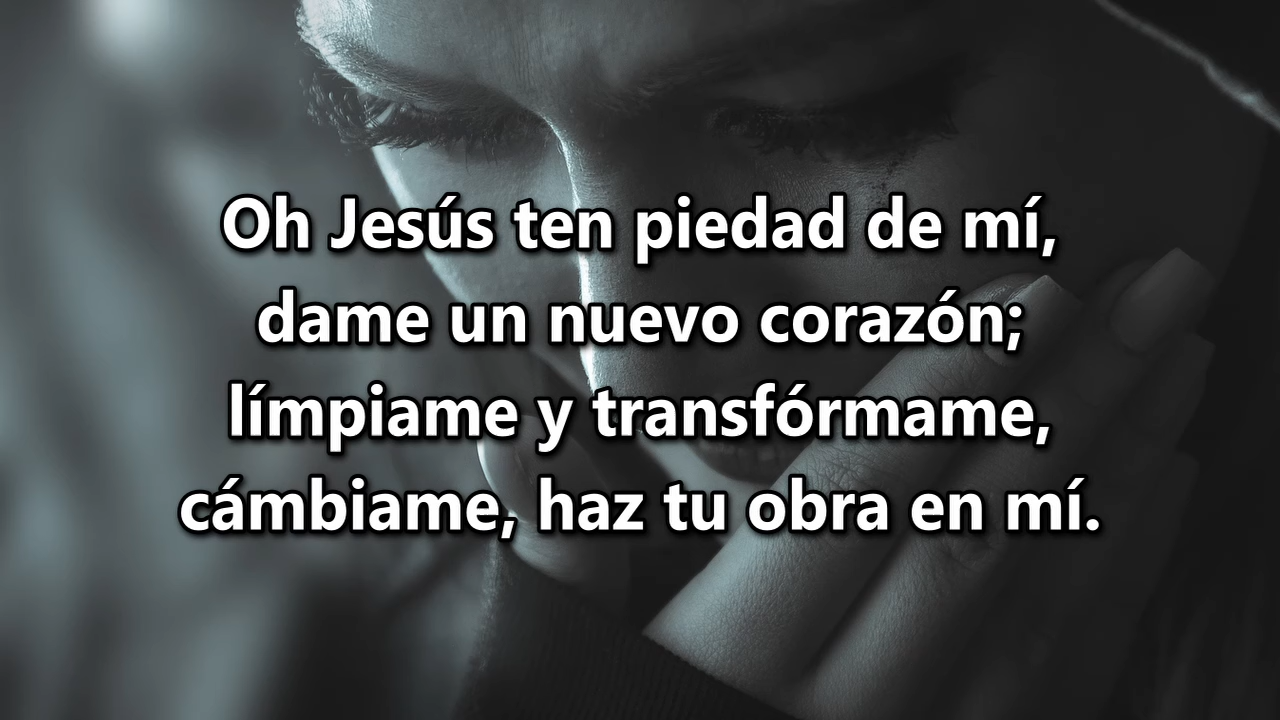 Oh Jesús ten piedad de mí,
dame un nuevo corazón;
límpiame y transfórmame,
cámbiame, haz tu obra en mí.